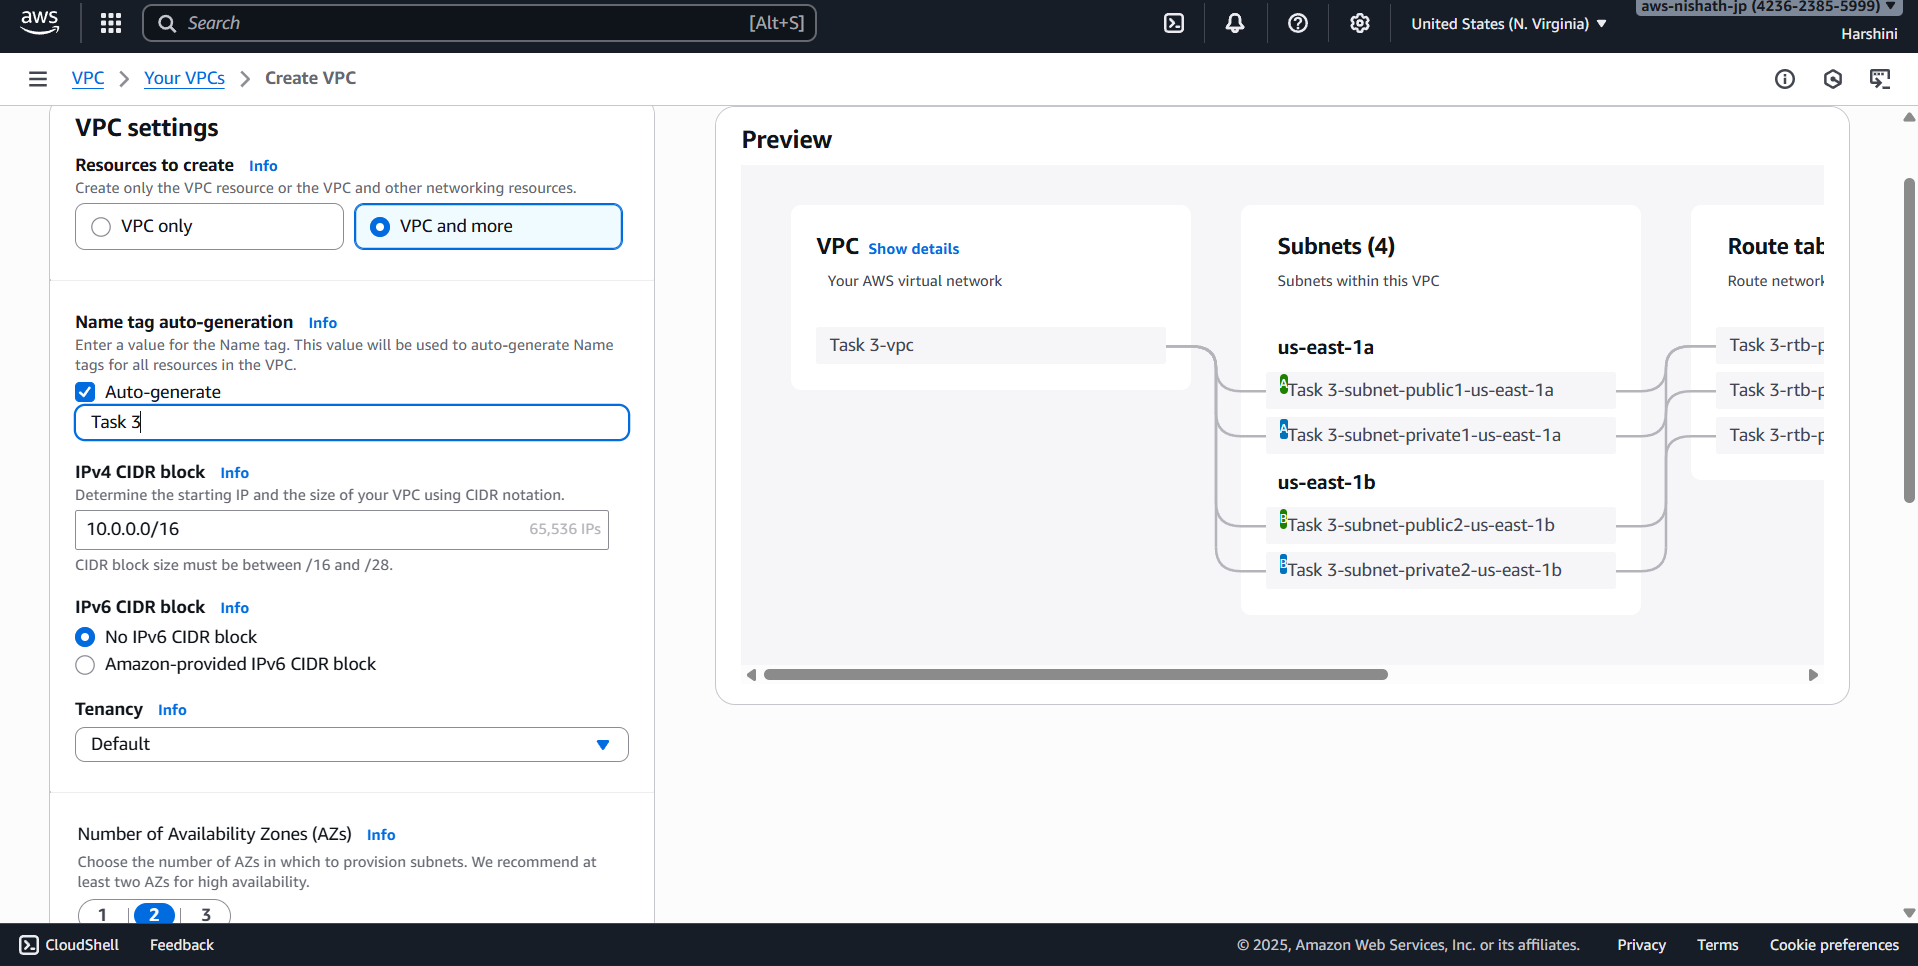 aws
Search
[Alt+S]
United States (N. Virginia)
aws-nishath-jp (4236-2385-5999)
Harshini
VPC
Your VPCs
Create VPC
VPC settings
Resources to create Info
Create only the VPC resource or the VPC and other networking resources.
VPC only
VPC and more
Name tag auto-generation Info
Enter a value for the Name tag. This value will be used to auto-generate Name
tags for all resources in the VPC.
Auto-generate
Task 3
IPv4 CIDR block Info
Determine the starting IP and the size of your VPC using CIDR notation.
10.0.0.0/16
65,536 IPs
CIDR block size must be between /16 and /28.
IPv6 CIDR block Info
No IPv6 CIDR block
Amazon-provided IPv6 CIDR block
Tenancy Info
Default
Number of Availability Zones (AZs) Info
Choose the number of AZs in which to provision subnets. We recommend at
least two AZs for high availability.
1
2
3
Preview
VPC Show details
Your AWS virtual network
Task 3-vpc
Subnets (4)
Subnets within this VPC
us-east-1a
A Task 3-subnet-public1-us-east-1a
A Task 3-subnet-private1-us-east-1a
us-east-1b
B Task 3-subnet-public2-us-east-1b
B Task 3-subnet-private2-us-east-1b
Route tab
Route network
Task 3-rtb-p
Task 3-rtb-p
Task 3-rtb-p
CloudShell
Feedback
© 2025, Amazon Web Services, Inc. or its affiliates.
Privacy
Terms
Cookie preferences